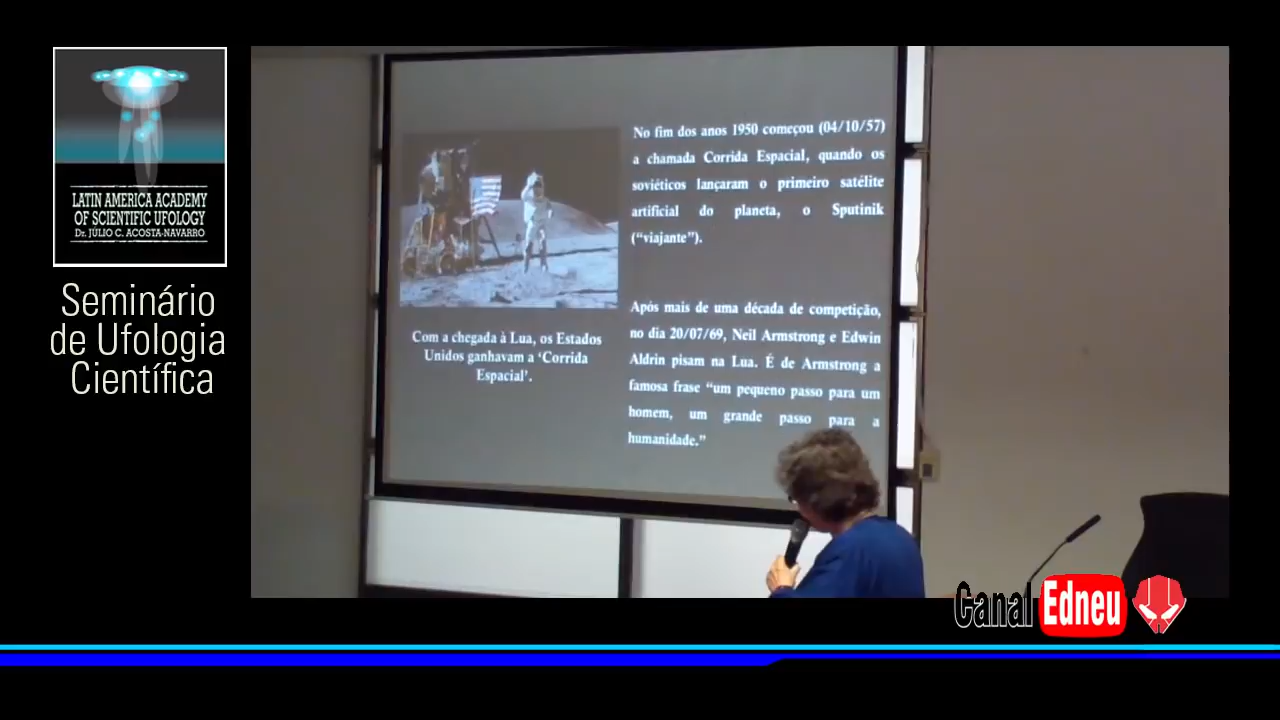 LATIN AMERICA ACADEMY
OF SCIENTIFIC UFOLOGY
Dr. JÚLIO C. ACOSTA-NAVARRO
Seminário
de Ufologia
Científica
Com a chegada à Lua, os Estados
Unidos ganhavam a ‘Corrida
Espacial’.
No fim dos anos 1950 começou (04/10/57)
a chamada Corrida Espacial, quando os
soviéticos lançaram o primeiro satélite
artificial do planeta, o Sputinik
(“viajante”).
Após mais de uma década de competição,
no dia 20/07/69, Neil Armstrong e Edwin
Aldrin pisam na Lua. É de Armstrong a
famosa frase “um pequeno passo para um
homem, um grande passo para a
humanidade.”
Canal Edneu